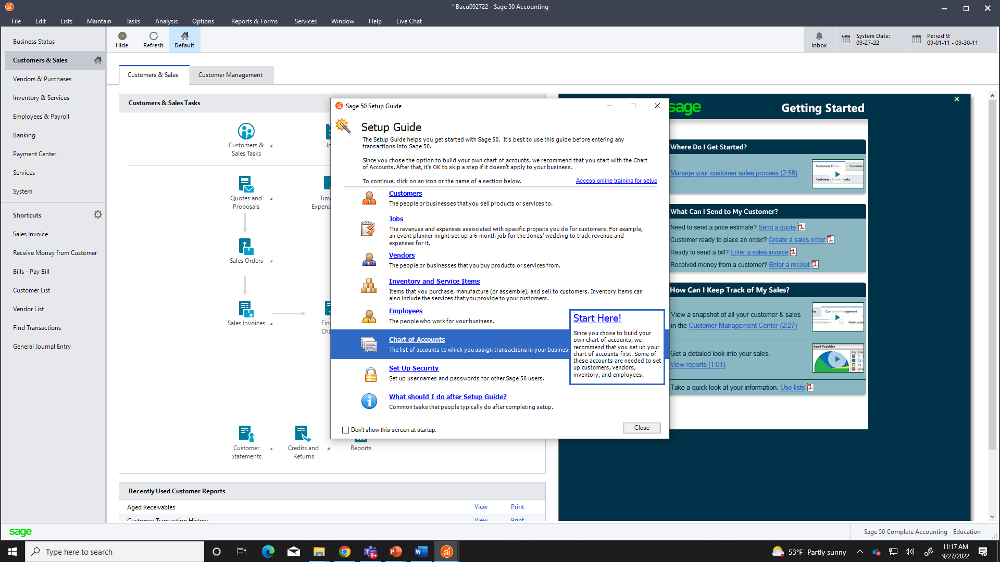 * Bacu092722 - Sage 50 Accounting
File Edit Lists Maintain Tasks Analysis Options Reports & Forms Services Window Help Live Chat
Business Status
Customers & Sales
Vendors & Purchases
Inventory & Services
Employees & Payroll
Banking
Payment Center
Services
System
Shortcuts
Sales Invoice
Receive Money from Customer
Bills - Pay Bill
Customer List
Vendor List
Find Transactions
General Journal Entry
Hide Refresh Default
Inbox
System Date:
09-27-22
Period 9:
09-01-11 - 09-30-11
Customers & Sales
Customer Management
Customers & Sales Tasks
Customers &
Sales Tasks
Quotes and
Proposals
Sales Orders
Sales Invoices
Customer
Statements
Credits and
Returns
Reports
Recently Used Customer Reports
Aged Receivables View Print
Customer Transaction History View Print
Sage 50 Setup Guide
Setup Guide
The Setup Guide helps you get started with Sage 50. It's best to use this guide before entering any
transactions into Sage 50.
Since you chose the option to build your own chart of accounts, we recommend that you start with the Chart
of Accounts. After that, it's OK to skip a step if it doesn't apply to your business.
To continue, click on an icon or the name of a section below.
Access online training for setup
Customers
The people or businesses that you sell products or services to.
Jobs
The revenues and expenses associated with specific projects you do for customers. For example,
an event planner might set up a 6-month job for the Jones' wedding to track revenue and
expenses for it.
Vendors
The people or businesses that you buy products or services from.
Inventory and Service Items
Items that you purchase, manufacture (or assemble), and sell to customers. Inventory items can
also include the services that you provide to your customers.
Employees
The people who work for your business.
Chart of Accounts
The list of accounts to which you assign transactions in your business
Set Up Security
Set up user names and passwords for other Sage 50 users.
What should I do after Setup Guide?
Common tasks that people typically do after completing setup.
Start Here!
Since you chose to build your
own chart of accounts, we
recommend that you set up your
chart of accounts first. Some of
these accounts are needed to set
up customers, vendors,
inventory, and employees.
Don't show this screen at startup.
Close
sage
Getting Started
Where Do I Get Started?
Manage your customer sales process (2:58)
What Can I Send to My Customer?
Need to send a price estimate? Send a quote
Customer ready to place an order? Create a sales order
Ready to send a bill? Enter a sales invoice
Received money from a customer? Enter a receipt
How Can I Keep Track of My Sales?
View a snapshot of all your customer & sales
in the Customer Management Center (2:27)
Get a detailed look into your sales.
View reports (1:01)
Aged Payables
Take a quick look at your information. Use lists
sage
Sage 50 Complete Accounting - Education
Type here to search
9+
53°F Partly sunny
11:17 AM
9/27/2022